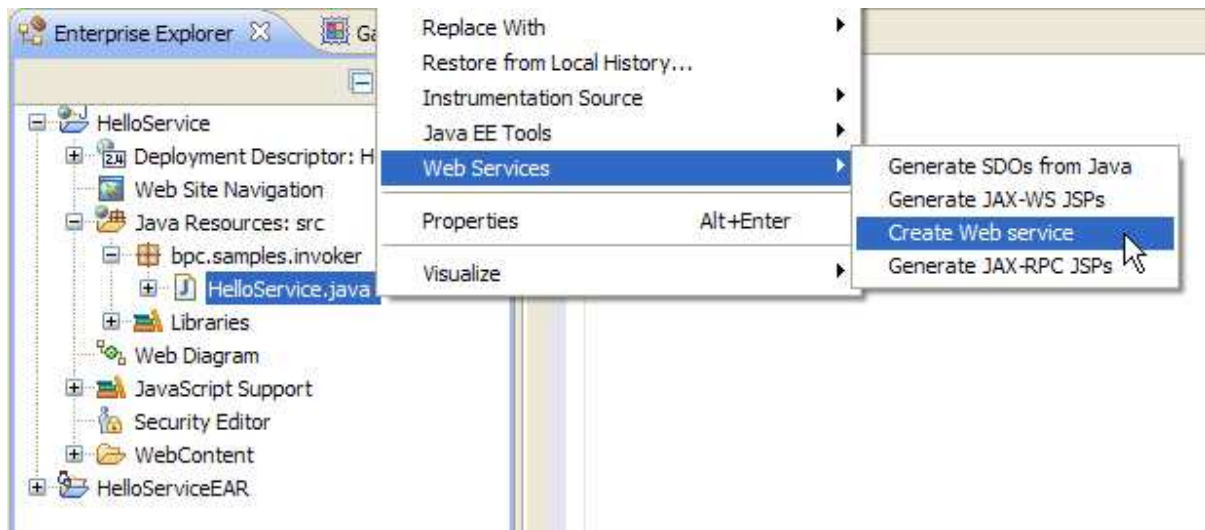 Enterprise Explorer
Ga
HelloService
2.4 Deployment Descriptor: H
Web Site Navigation
Java Resources: src
bpc.samples.invoker
J HelloService.java
Libraries
Web Diagram
JavaScript Support
Security Editor
WebContent
HelloServiceEAR
Replace With
Restore from Local History...
Instrumentation Source
Java EE Tools
Web Services
Properties Alt+Enter
Visualize
Generate SDOs from Java
Generate JAX-WS JSPs
Create Web service
Generate JAX-RPC JSPs